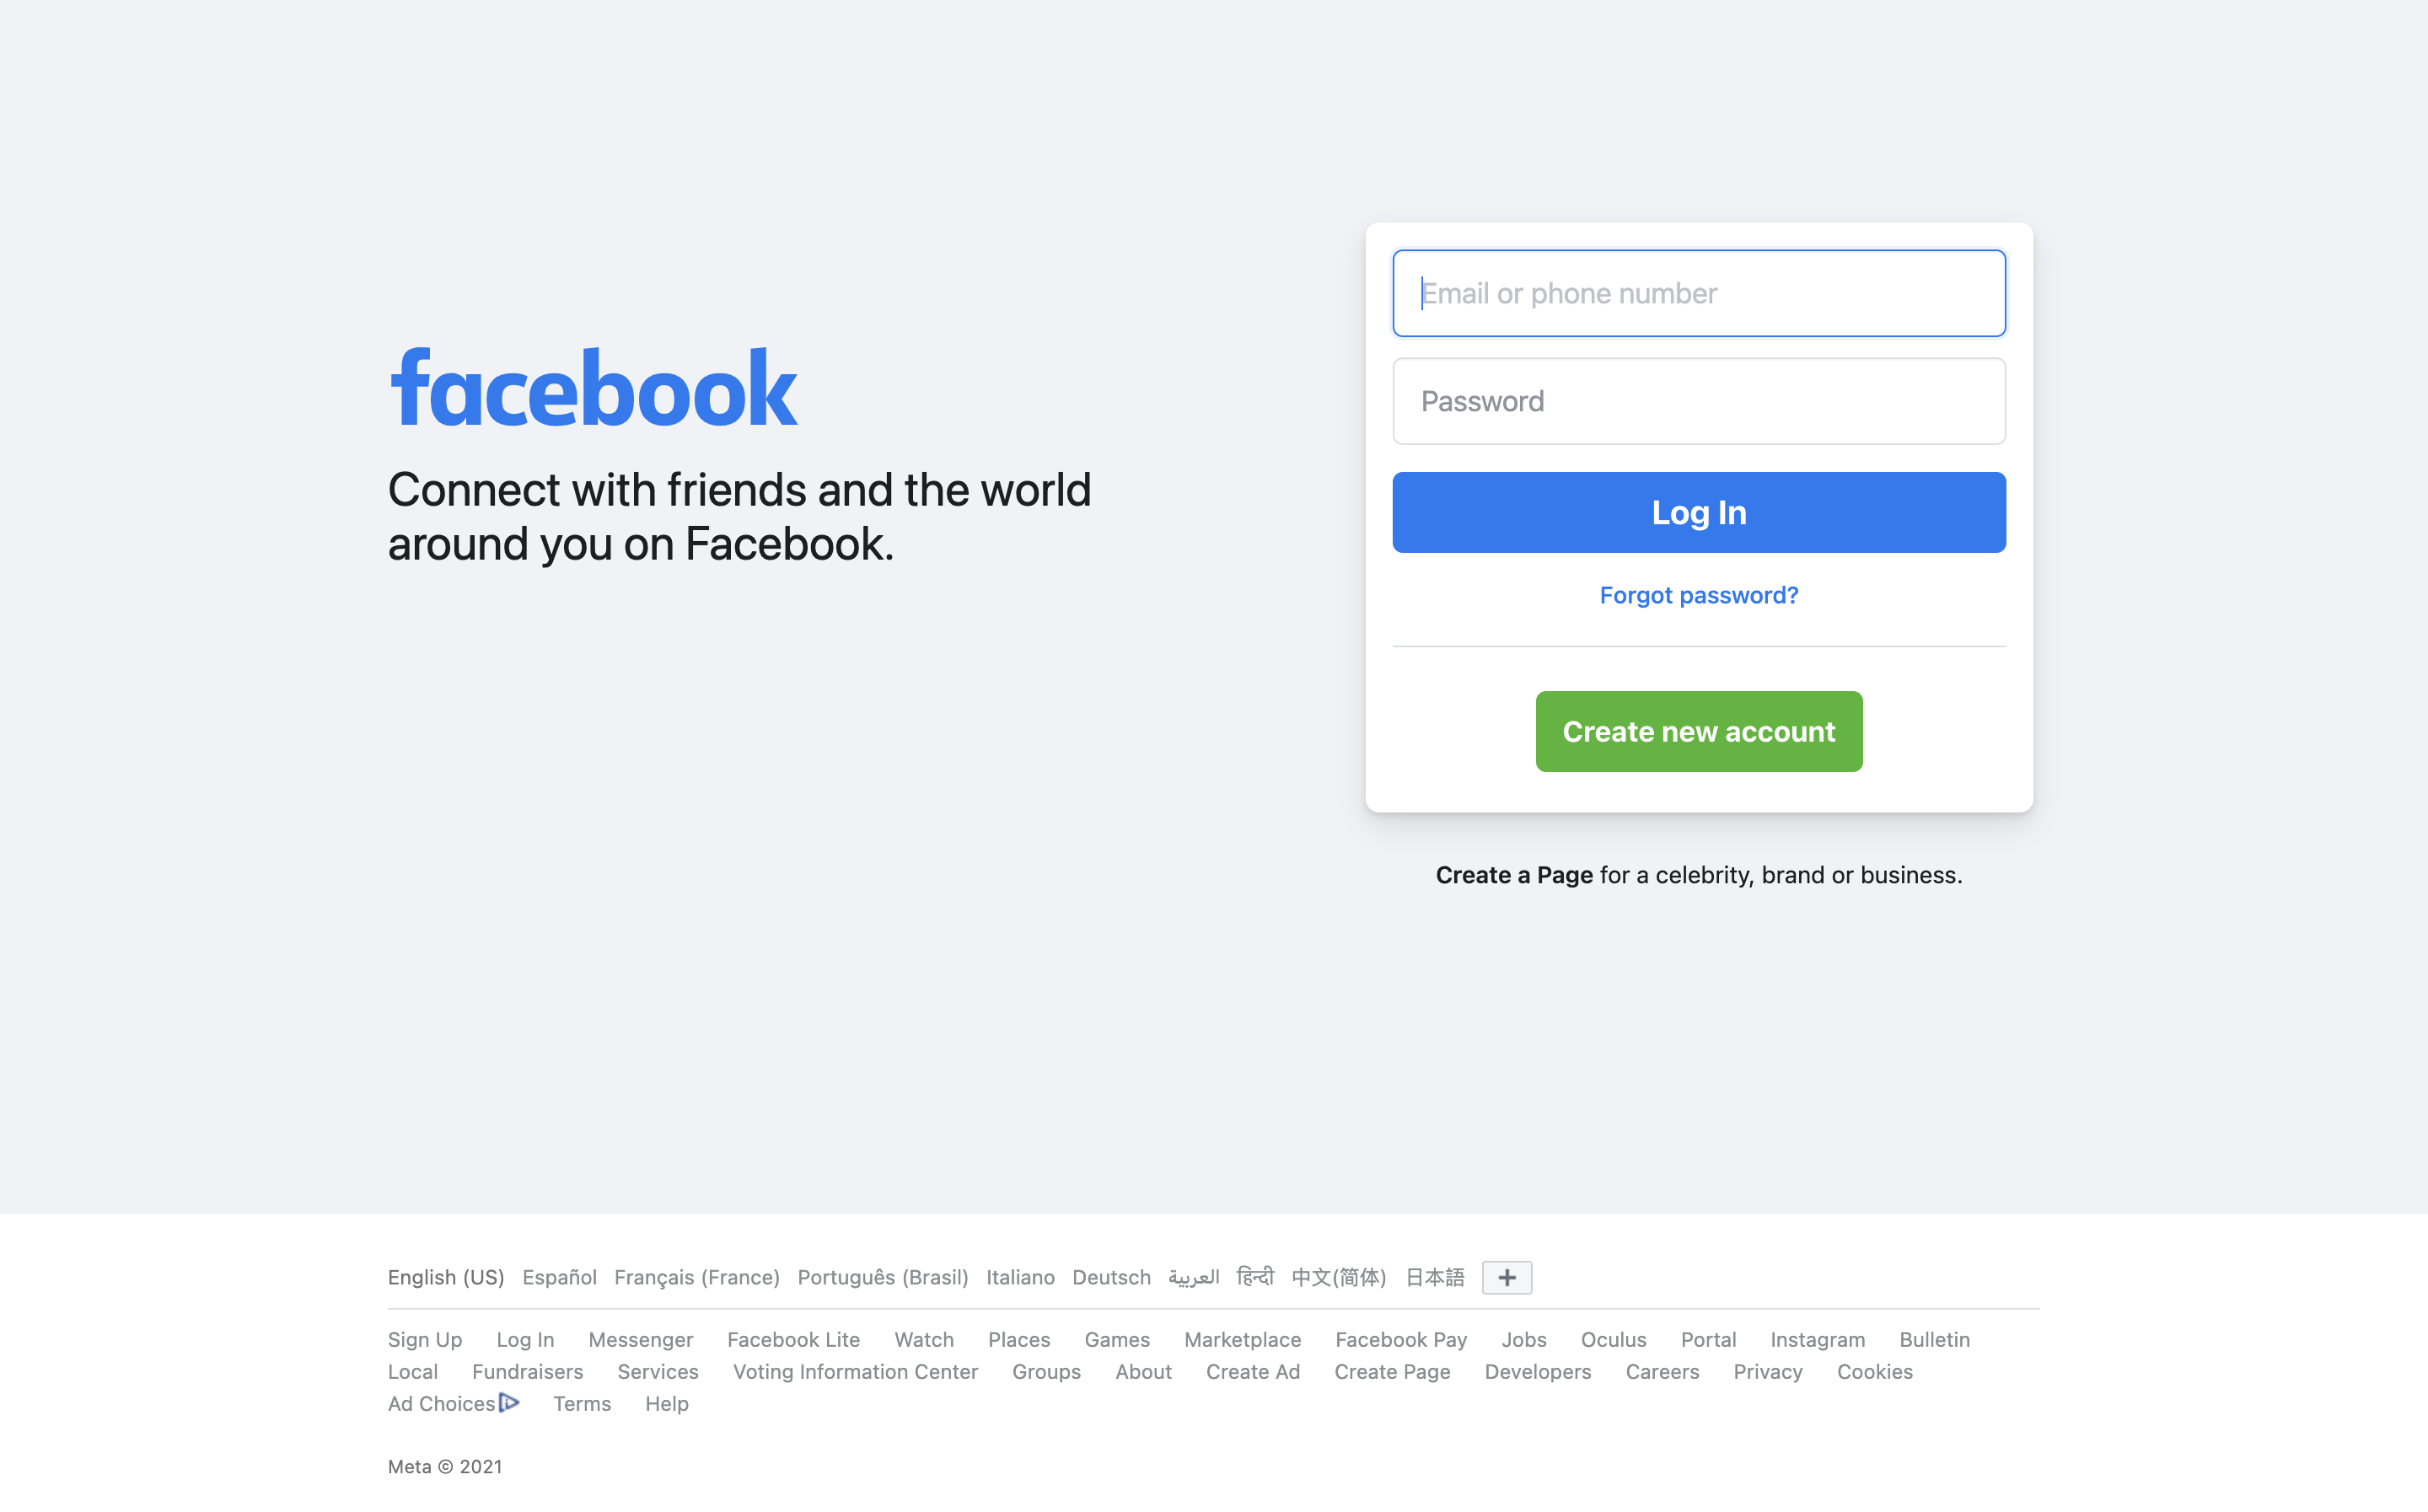 facebook
Connect with friends and the world
around you on Facebook.
Email or phone number
Password
Log In
Forgot password?
Create new account
Create a Page for a celebrity, brand or business.
English (US) Español Français (France) Português (Brasil) Italiano Deutsch العربية हिन्दी 中文(简体) 日本語 +
Sign Up Log In Messenger Facebook Lite Watch Places Games Marketplace Facebook Pay Jobs Oculus Portal Instagram Bulletin
Local Fundraisers Services Voting Information Center Groups About Create Ad Create Page Developers Careers Privacy Cookies
Ad Choices Terms Help
Meta © 2021